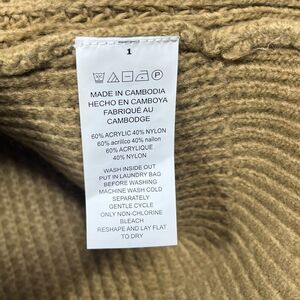 1
MADE IN CAMBODIA
HECHO EN CAMBOYA
FABRIQUÉ AU
CAMBODGE
60% ACRYLIC 40% NYLON
60% acrílico 40% nailon
60% ACRYLIQUE
40% NYLON
WASH INSIDE OUT
PUT IN LAUNDRY BAG
BEFORE WASHING
MACHINE WASH COLD
SEPARATELY
GENTLE CYCLE
ONLY NON-CHLORINE
BLEACH
RESHAPE AND LAY FLAT
TO DRY